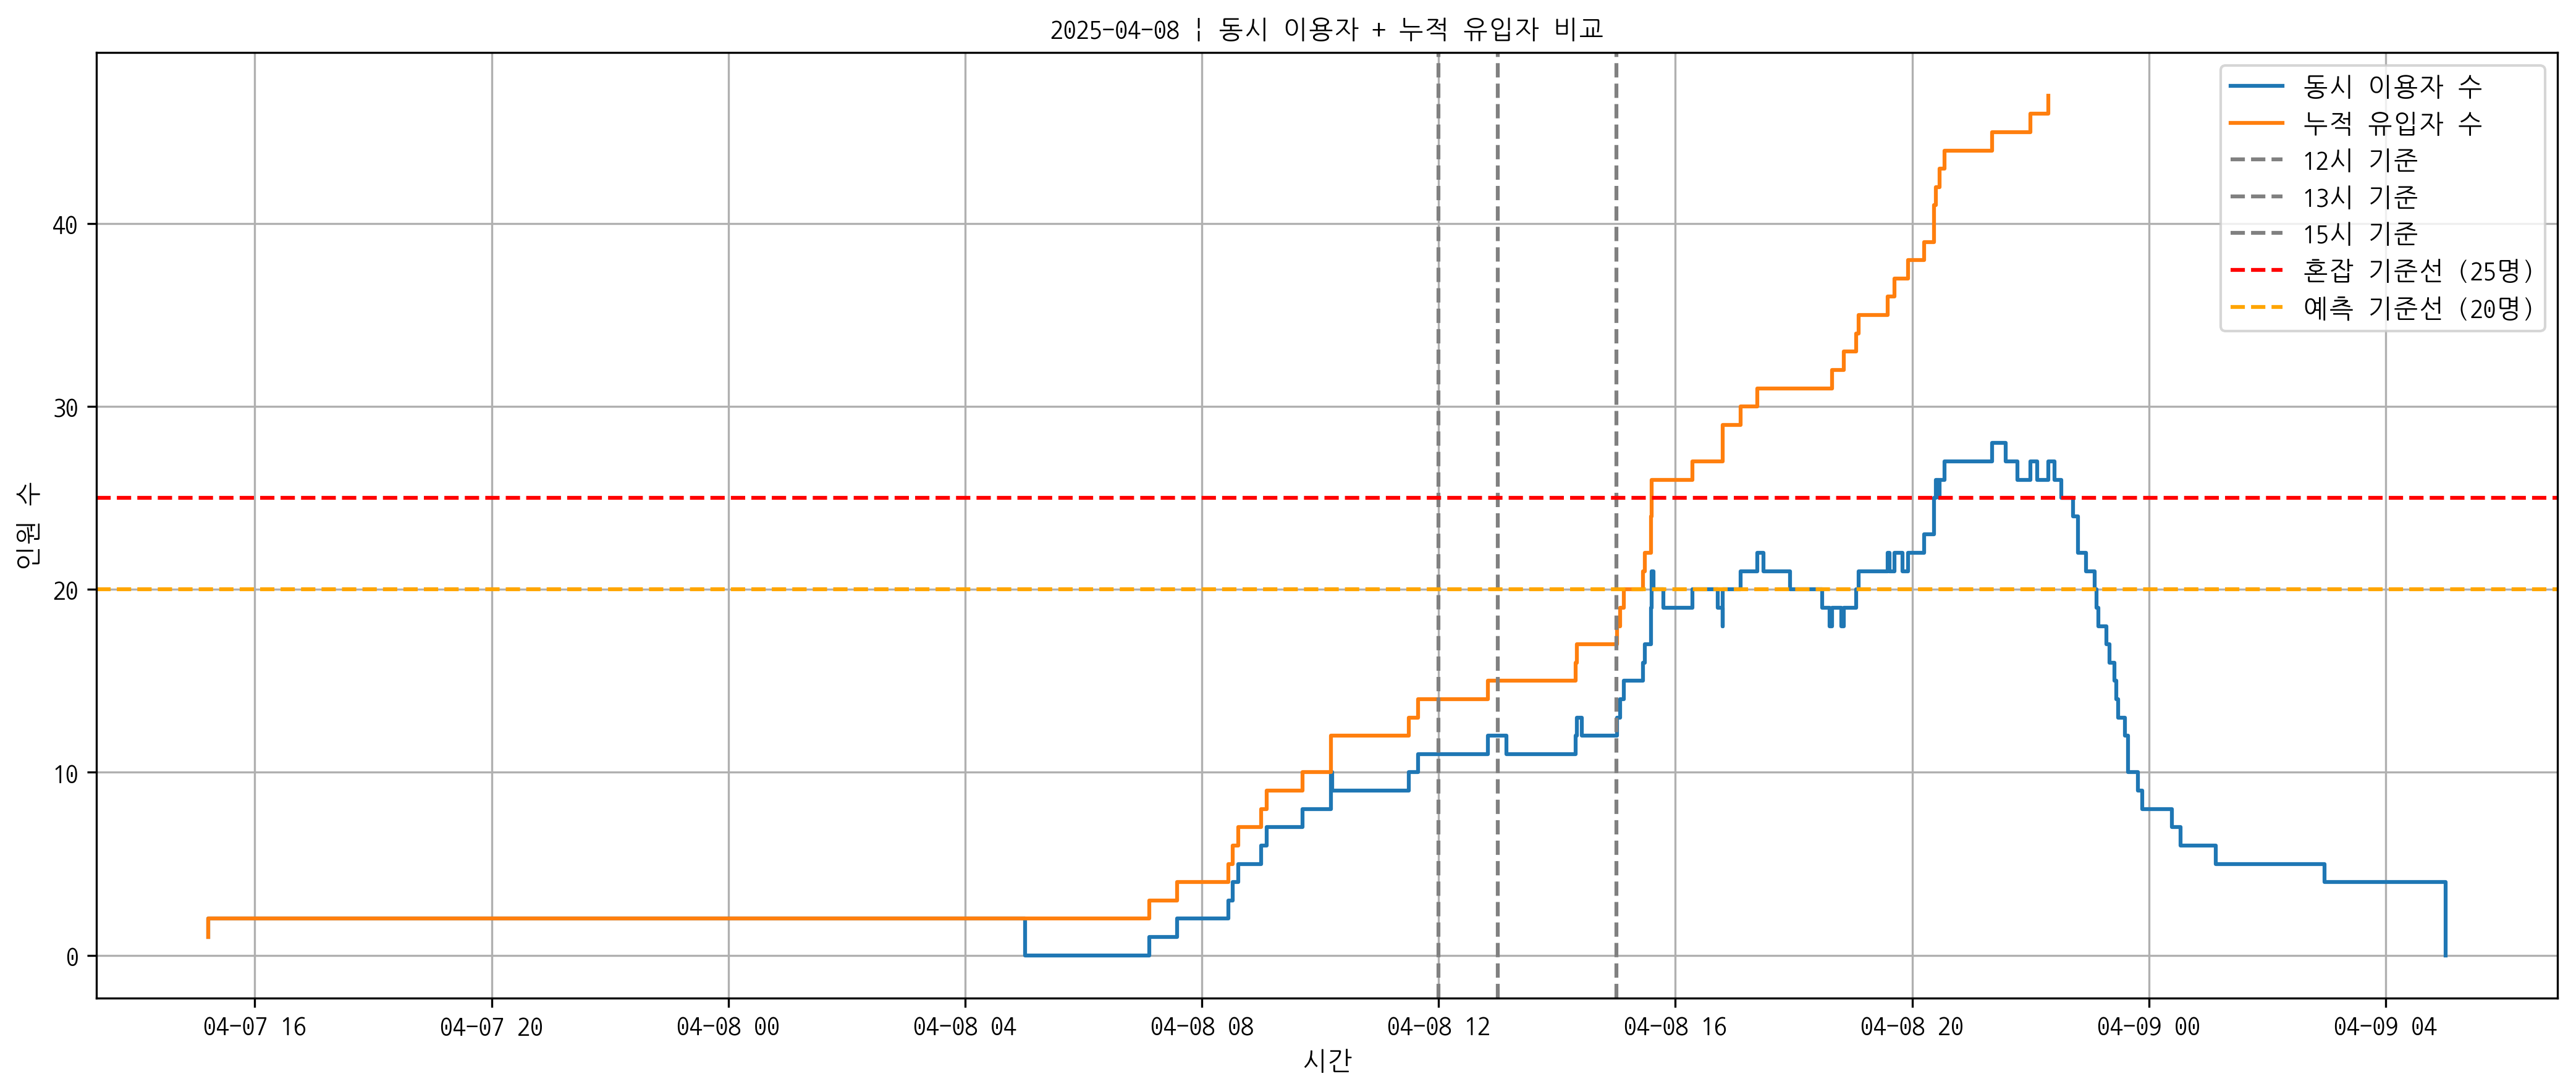 2025-04-08 | 동시 이용자 + 누적 유입자 비교
동시 이용자 수
누적 유입자 수
12시 기준
13시 기준
15시 기준
혼잡 기준선 (25명)
예측 기준선 (20명)
인원 수
40
30
20
10
0
04-07 16
04-07 20
04-08 00
04-08 04
04-08 08
04-08 12
04-08 16
04-08 20
04-09 00
04-09 04
시간